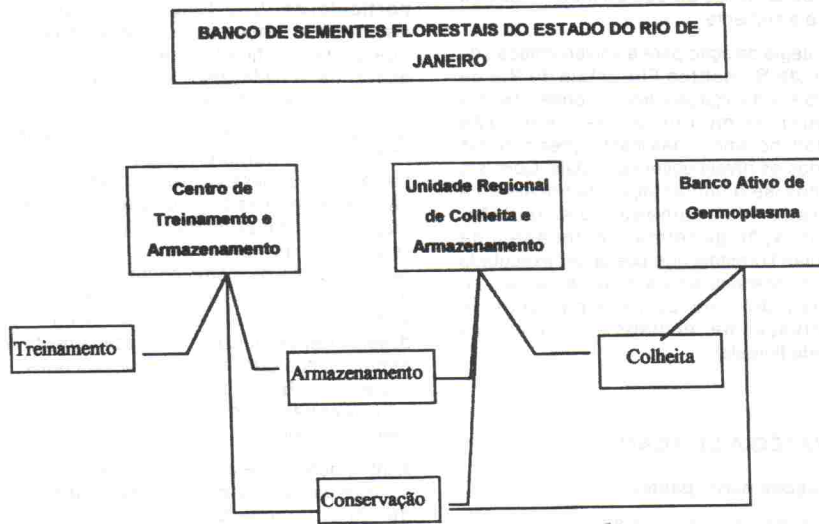 BANCO DE SEMENTES FLORESTAIS DO ESTADO DO RIO DE
JANEIRO
Centro de
Treinamento e
Armazenamento
Unidade Regional
de Colheita e
Armazenamento
Banco Ativo de
Germoplasma
Treinamento
Armazenamento
Colheita
Conservação